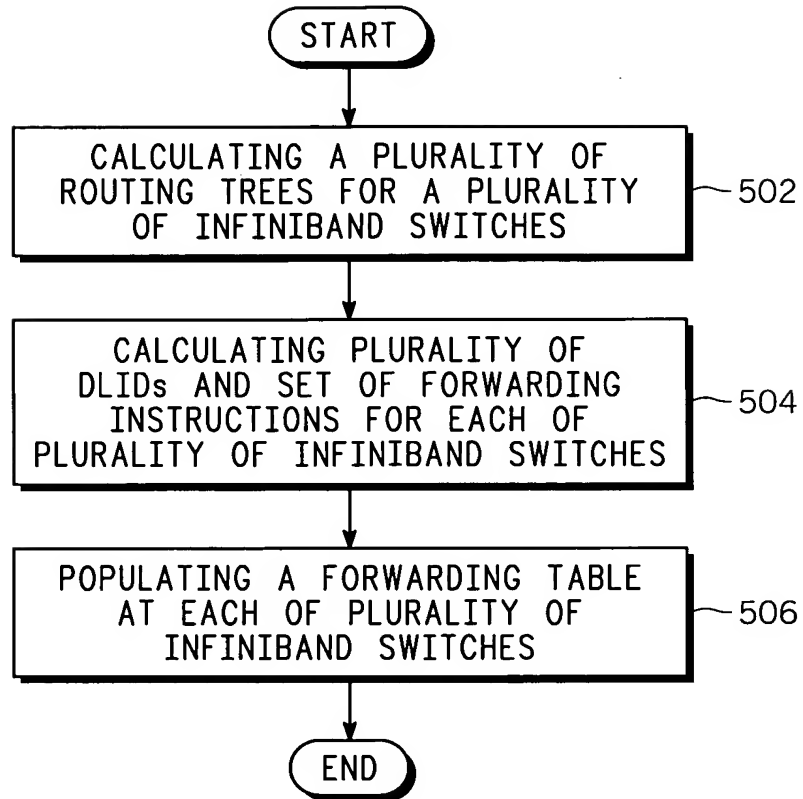 START
CALCULATING A PLURALITY OF
ROUTING TREES FOR A PLURALITY
OF INFINIBAND SWITCHES
502
CALCULATING PLURALITY OF
DLIDs AND SET OF FORWARDING
INSTRUCTIONS FOR EACH OF
PLURALITY OF INFINIBAND SWITCHES
504
POPULATING A FORWARDING TABLE
AT EACH OF PLURALITY OF
INFINIBAND SWITCHES
506
END